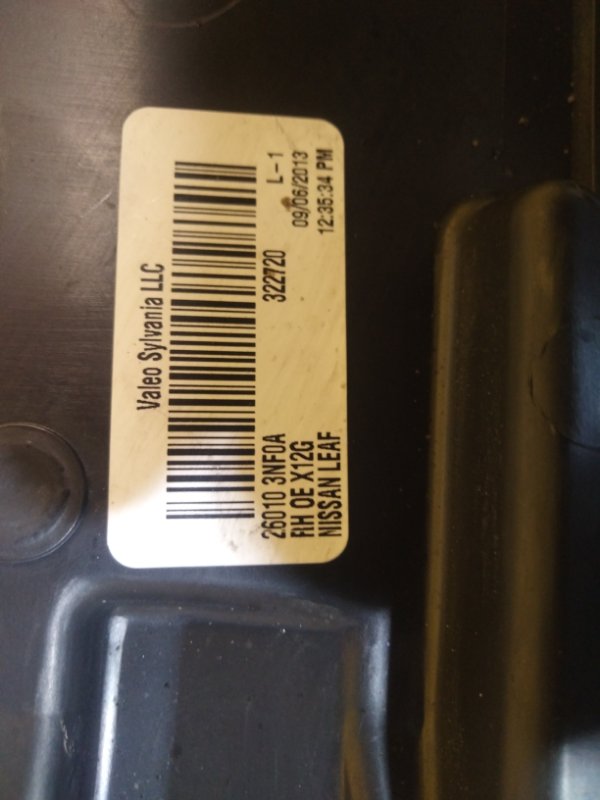 Valeo Sylvania LLC
26010 3NF0A 322720 L-1
RH OE X12G 09/06/2013
NISSAN LEAF 12:35:34 PM